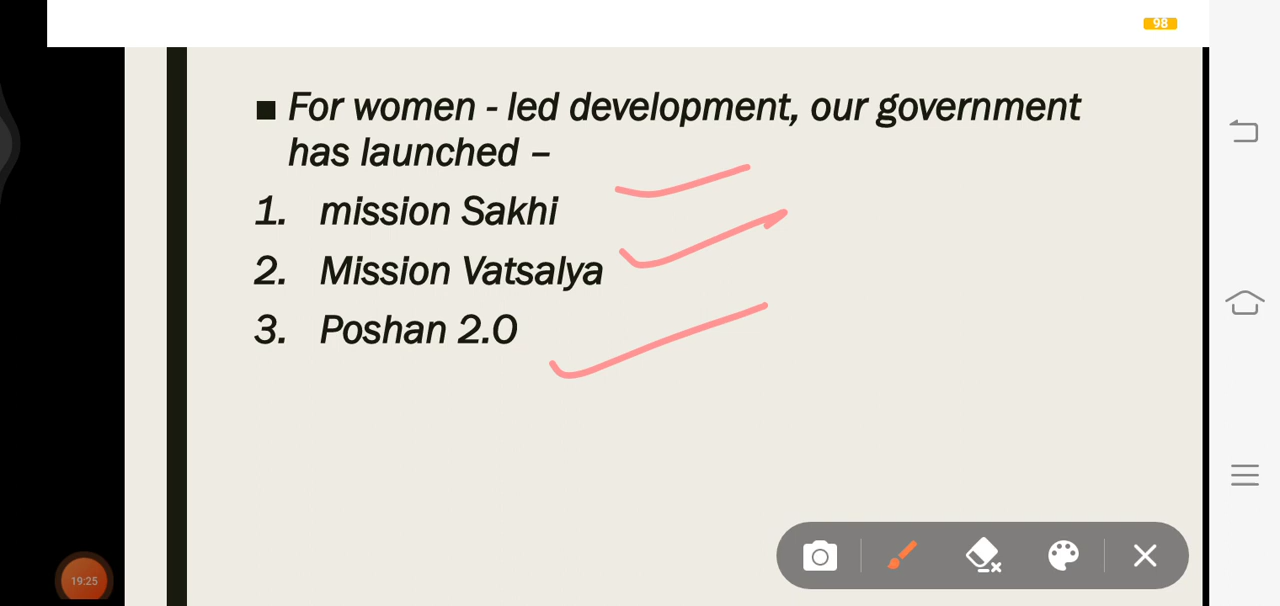 98
■ For women - led development, our government
has launched –
1. mission Sakhi
2. Mission Vatsalya
3. Poshan 2.0
19:25